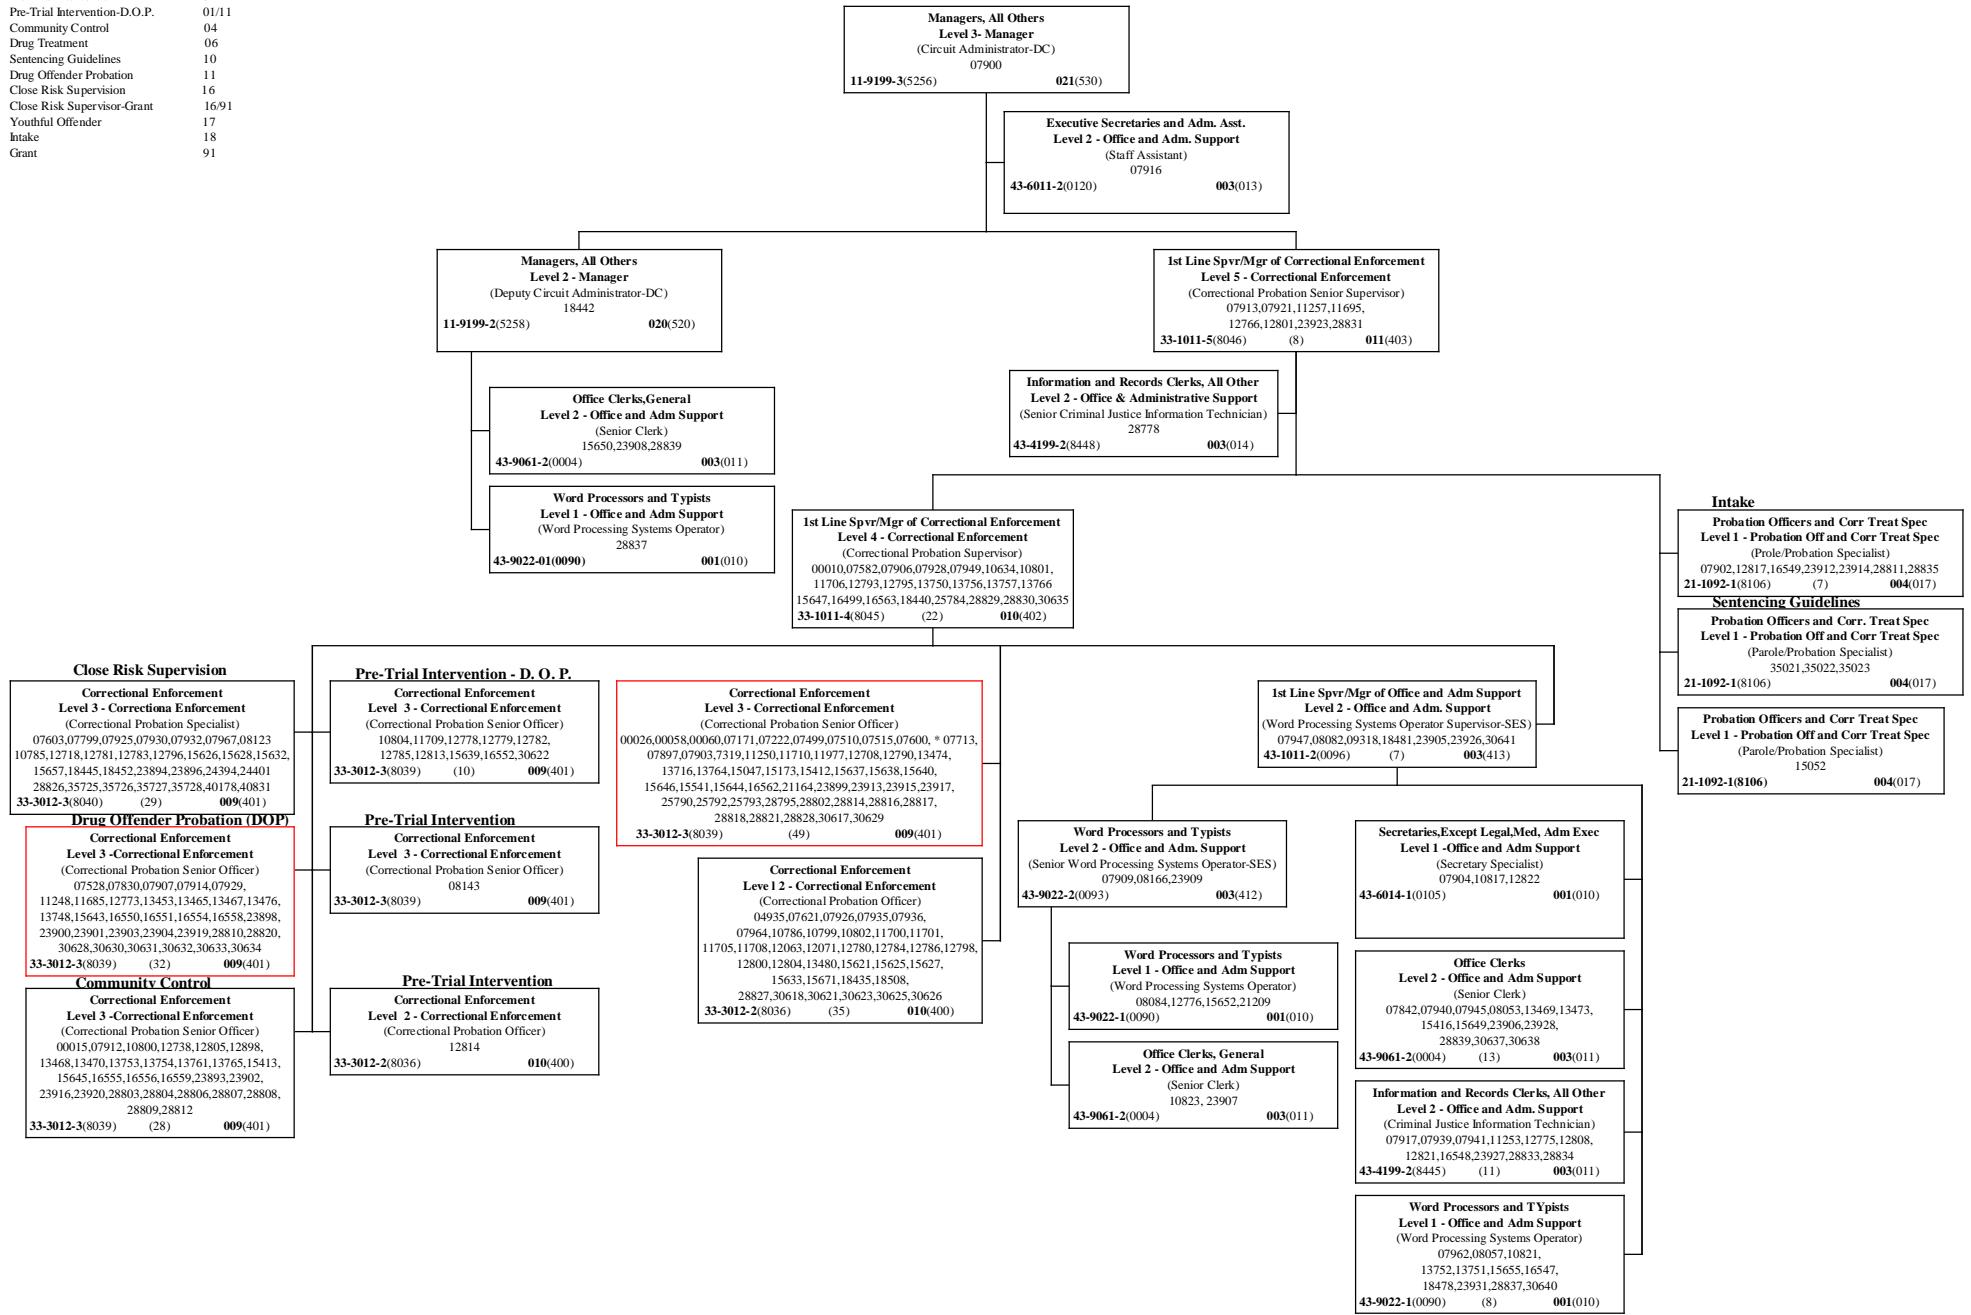 Pre-Trial Intervention-D.O.P. 01/11
Community Control 04
Drug Treatment 06
Sentencing Guidelines 10
Drug Offender Probation 11
Close Risk Supervision 16
Close Risk Supervisor-Grant 16/91
Youthful Offender 17
Intake 18
Grant 91
Managers, All Others
Level 3- Manager
(Circuit Administrator-DC)
07900
11-9199-3(5256) 021(530)
Executive Secretaries and Adm. Asst.
Level 2 - Office and Adm. Support
(Staff Assistant)
07916
43-6011-2(0120) 003(013)
Managers, All Others
Level 2 - Manager
(Deputy Circuit Administrator-DC)
18442
11-9199-2(5258) 020(520)
1st Line Spvr/Mgr of Correctional Enforcement
Level 5 - Correctional Enforcement
(Correctional Probation Senior Supervisor)
07913,07921,11257,11695,
12766,12801,23923,28831
33-1011-5(8046) (8) 011(403)
Office Clerks,General
Level 2 - Office and Adm Support
(Senior Clerk)
15650,23908,28839
43-9061-2(0004) 003(011)
Information and Records Clerks, All Other
Level 2 - Office & Administrative Support
(Senior Criminal Justice Information Technician)
28778
43-4199-2(8448) 003(014)
Word Processors and Typists
Level 1 - Office and Adm Support
(Word Processing Systems Operator)
28837
43-9022-01(0090) 001(010)
1st Line Spvr/Mgr of Correctional Enforcement
Level 4 - Correctional Enforcement
(Correctional Probation Supervisor)
00010,07582,07906,07928,07949,10634,10801,
11706,12793,12795,13750,13756,13757,13766
15647,16499,16563,18440,25784,28829,28830,30635
33-1011-4(8045) (22) 010(402)
Intake
Probation Officers and Corr Treat Spec
Level 1 - Probation Off and Corr Treat Spec
(Prole/Probation Specialist)
07902,12817,16549,23912,23914,28811,28835
21-1092-1(8106) (7) 004(017)
Sentencing Guidelines
Probation Officers and Corr. Treat Spec
Level 1 - Probation Off and Corr Treat Spec
(Parole/Probation Specialist)
35021,35022,35023
21-1092-1(8106) 004(017)
Probation Officers and Corr Treat Spec
Level 1 - Probation Off and Corr Treat Spec
(Parole/Probation Specialist)
15052
21-1092-1(8106) 004(017)
Close Risk Supervision
Correctional Enforcement
Level 3 - Correctiona Enforcement
(Correctional Probation Specialist)
07603,07799,07925,07930,07932,07967,08123
10785,12718,12781,12783,12796,15626,15628,15632,
15657,18445,18452,23894,23896,24394,24401
28826,35725,35726,35727,35728,40178,40831
33-3012-3(8040) (29) 009(401)
Pre-Trial Intervention - D. O. P.
Correctional Enforcement
Level 3 - Correctional Enforcement
(Correctional Probation Senior Officer)
10804,11709,12778,12779,12782,
12785,12813,15639,16552,30622
33-3012-3(8039) (10) 009(401)
Correctional Enforcement
Level 3 - Correctional Enforcement
(Correctional Probation Senior Officer)
00026,00058,00060,07171,07222,07499,07510,07515,07600, * 07713,
07897,07903,7319,11250,11710,11977,12708,12790,13474,
13716,13764,15047,15173,15412,15637,15638,15640,
15646,15541,15644,16562,21164,23899,23913,23915,23917,
25790,25792,25793,28795,28802,28814,28816,28817,
28818,28821,28828,30617,30629
33-3012-3(8039) (49) 009(401)
1st Line Spvr/Mgr of Office and Adm Support
Level 2 - Office and Adm. Support
(Word Processing Systems Operator Supervisor-SES)
07947,08082,09318,18481,23905,23926,30641
43-1011-2(0096) (7) 003(413)
Drug Offender Probation (DOP)
Correctional Enforcement
Level 3 -Correctional Enforcement
(Correctional Probation Senior Officer)
07528,07830,07907,07914,07929,
11248,11685,12773,13453,13465,13467,13476,
13748,15643,16550,16551,16554,16558,23898,
23900,23901,23903,23904,23919,28810,28820,
30628,30630,30631,30632,30633,30634
33-3012-3(8039) (32) 009(401)
Pre-Trial Intervention
Correctional Enforcement
Level 3 - Correctional Enforcement
(Correctional Probation Senior Officer)
08143
33-3012-3(8039) 009(401)
Correctional Enforcement
Level 2 - Correctional Enforcement
(Correctional Probation Officer)
04935,07621,07926,07935,07936,
07964,10786,10799,10802,11700,11701,
11705,11708,12063,12071,12780,12784,12786,12798,
12800,12804,13480,15621,15625,15627,
15633,15671,18435,18508,
28827,30618,30621,30623,30625,30626
33-3012-2(8036) (35) 010(400)
Word Processors and Typists
Level 2 - Office and Adm. Support
(Senior Word Processing Systems Operator-SES)
07909,08166,23909
43-9022-2(0093) 003(412)
Secretaries,Except Legal,Med, Adm Exec
Level 1 -Office and Adm Support
(Secretary Specialist)
07904,10817,12822
43-6014-1(0105) 001(010)
Community Control
Correctional Enforcement
Level 3 -Correctional Enforcement
(Correctional Probation Senior Officer)
00015,07912,10800,12738,12805,12898,
13468,13470,13753,13754,13761,13765,15413,
15645,16555,16556,16559,23893,23902,
23916,23920,28803,28804,28806,28807,28808,
28809,28812
33-3012-3(8039) (28) 009(401)
Pre-Trial Intervention
Correctional Enforcement
Level 2 - Correctional Enforcement
(Correctional Probation Officer)
12814
33-3012-2(8036) 010(400)
Word Processors and Typists
Level 1 - Office and Adm Support
(Word Processing Systems Operator)
08084,12776,15652,21209
43-9022-1(0090) 001(010)
Office Clerks, General
Level 2 - Office and Adm Support
(Senior Clerk)
10823, 23907
43-9061-2(0004) 003(011)
Office Clerks
Level 2 - Office and Adm Support
(Senior Clerk)
07842,07940,07945,08053,13469,13473,
15416,15649,23906,23928,
28839,30637,30638
43-9061-2(0004) (13) 003(011)
Information and Records Clerks, All Other
Level 2 - Office and Adm. Support
(Criminal Justice Information Technician)
07917,07939,07941,11253,12775,12808,
12821,16548,23927,28833,28834
43-4199-2(8445) (11) 003(011)
Word Processors and TYpists
Level 1 - Office and Adm Support
(Word Processing Systems Operator)
07962,08057,10821,
13752,13751,15655,16547,
18478,23931,28837,30640
43-9022-1(0090) (8) 001(010)